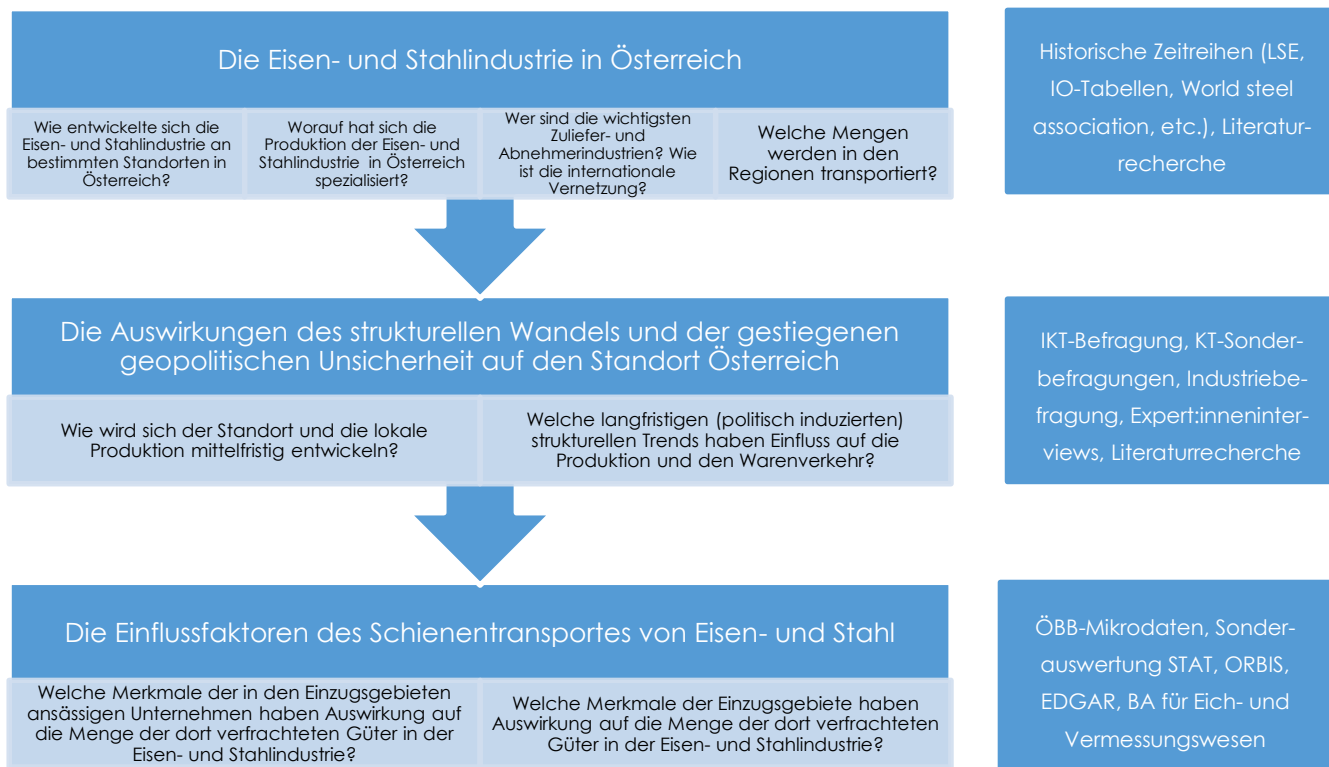 Die Eisen- und Stahlindustrie in Österreich
Wie entwickelte sich die
Eisen- und Stahlindustrie an
bestimmten Standorten in
Österreich?
Worauf hat sich die
Produktion der Eisen- und
Stahlindustrie in Österreich
spezialisiert?
Wer sind die wichtigsten
Zuliefer- und
Abnehmerindustrien? Wie
ist die internationale
Vernetzung?
Welche Mengen
werden in den
Regionen transportiert?
Historische Zeitreihen (LSE,
IO-Tabellen, World steel
association, etc.), Literatur-
recherche
Die Auswirkungen des strukturellen Wandels und der gestiegenen
geopolitischen Unsicherheit auf den Standort Österreich
Wie wird sich der Standort und die lokale
Produktion mittelfristig entwickeln?
Welche langfristigen (politisch induzierten)
strukturellen Trends haben Einfluss auf die
Produktion und den Warenverkehr?
IKT-Befragung, KT-Sonder-
befragungen, Industriebe-
fragung, Expert:inneninter-
views, Literaturrecherche
Die Einflussfaktoren des Schienentransportes von Eisen- und Stahl
Welche Merkmale der in den Einzugsgebieten
ansässigen Unternehmen haben Auswirkung auf
die Menge der dort verfrachteten Güter in der
Eisen- und Stahlindustrie?
Welche Merkmale der Einzugsgebiete haben
Auswirkung auf die Menge der dort verfrachteten
Güter in der Eisen- und Stahlindustrie?
ÖBB-Mikrodaten, Sonder-
auswertung STAT, ORBIS,
EDGAR, BA für Eich- und
Vermessungswesen